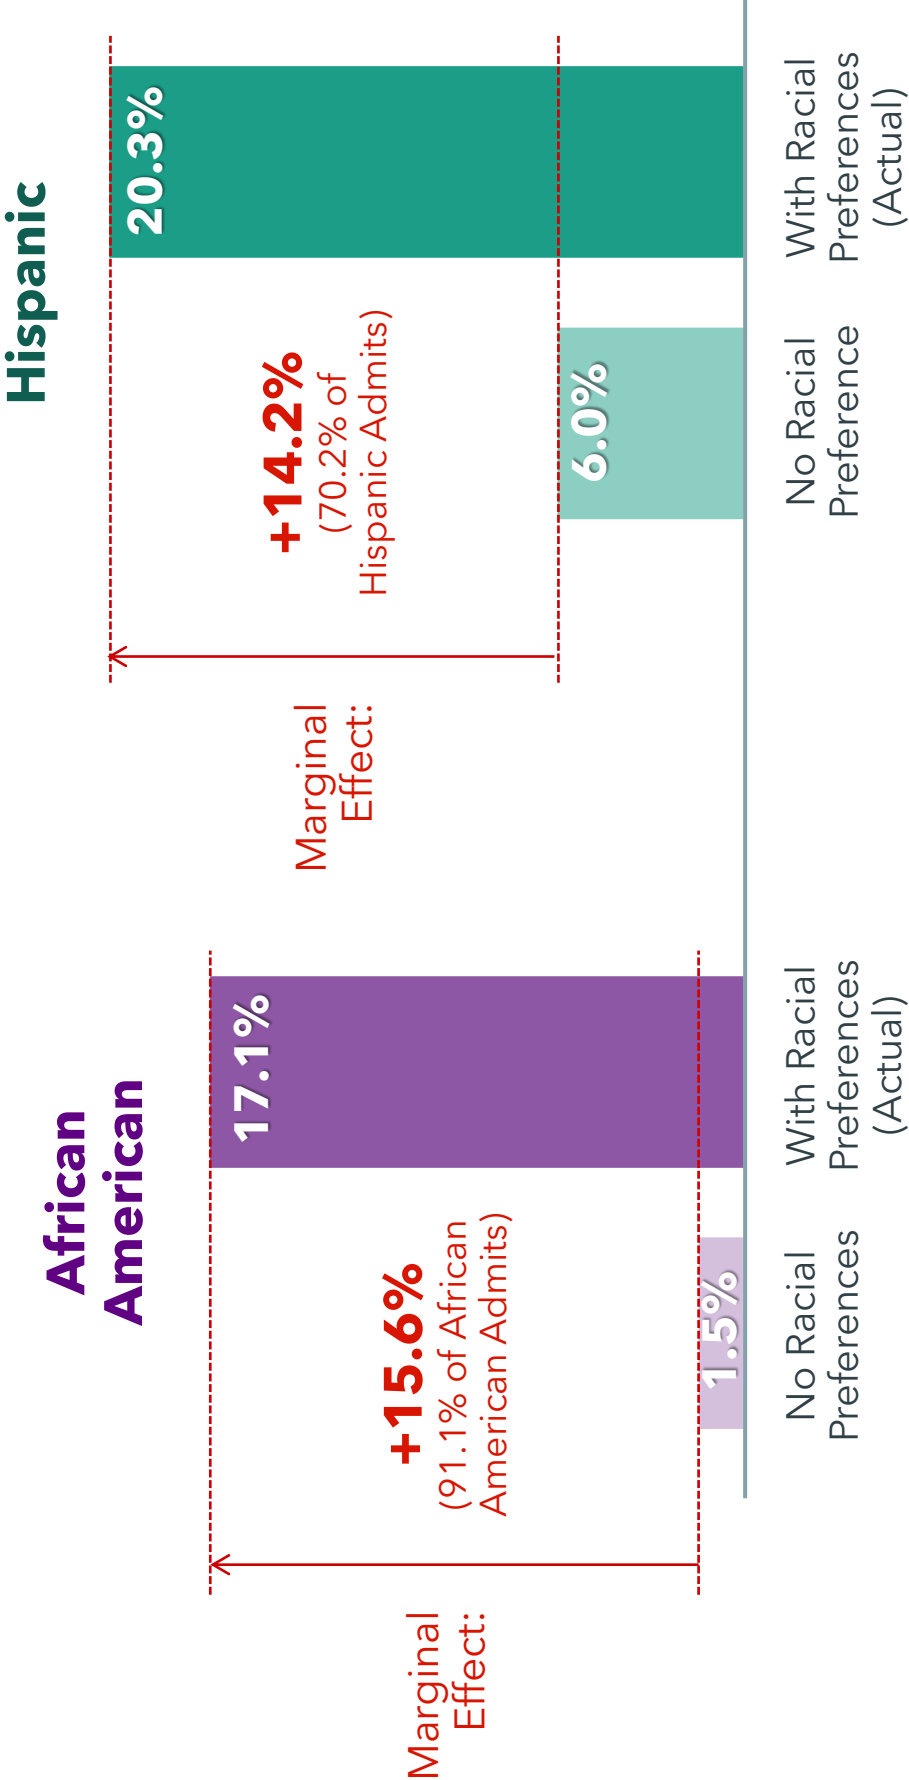 African
American
Marginal
Effect:
+15.6%
(91.1% of African
American Admits)
1.5%
17.1%
No Racial
Preferences
With Racial
Preferences
(Actual)
Hispanic
Marginal
Effect:
+14.2%
(70.2% of
Hispanic Admits)
6.0%
20.3%
No Racial
Preference
With Racial
Preferences
(Actual)